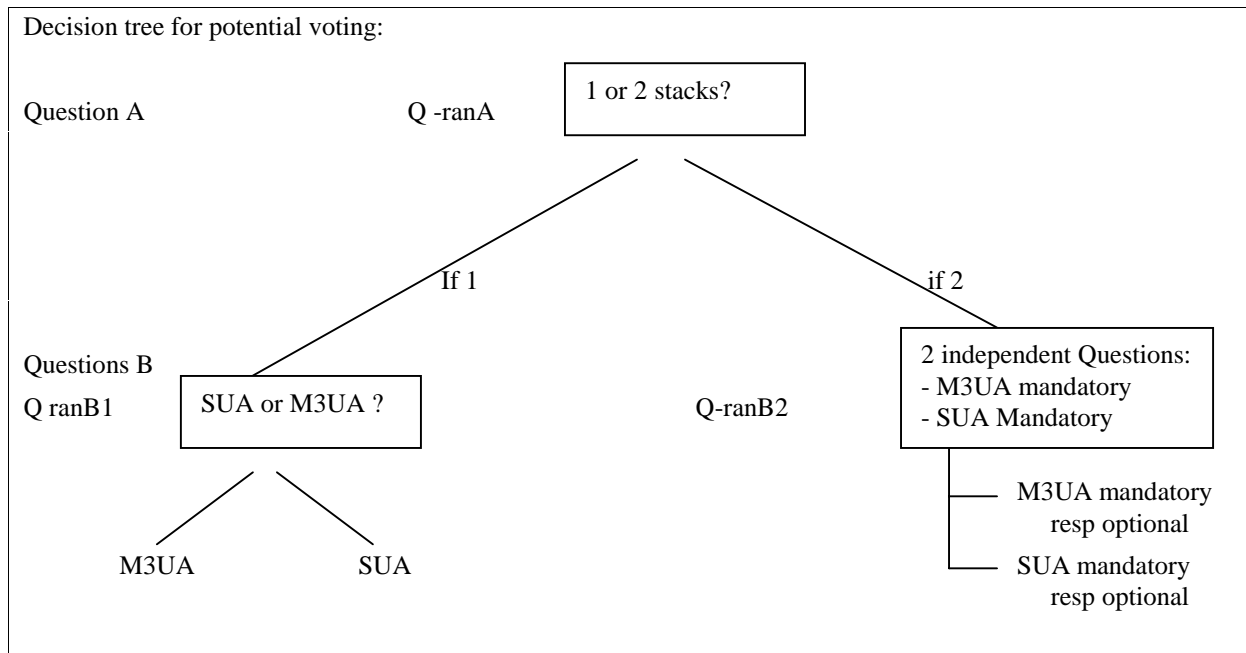 Decision tree for potential voting:
1 or 2 stacks?
Question A
Q -ranA
If 1
if 2
Questions B
Q ranB1
SUA or M3UA ?
M3UA
SUA
Q-ranB2
2 independent Questions:
- M3UA mandatory
- SUA Mandatory
M3UA mandatory
resp optional
SUA mandatory
resp optional